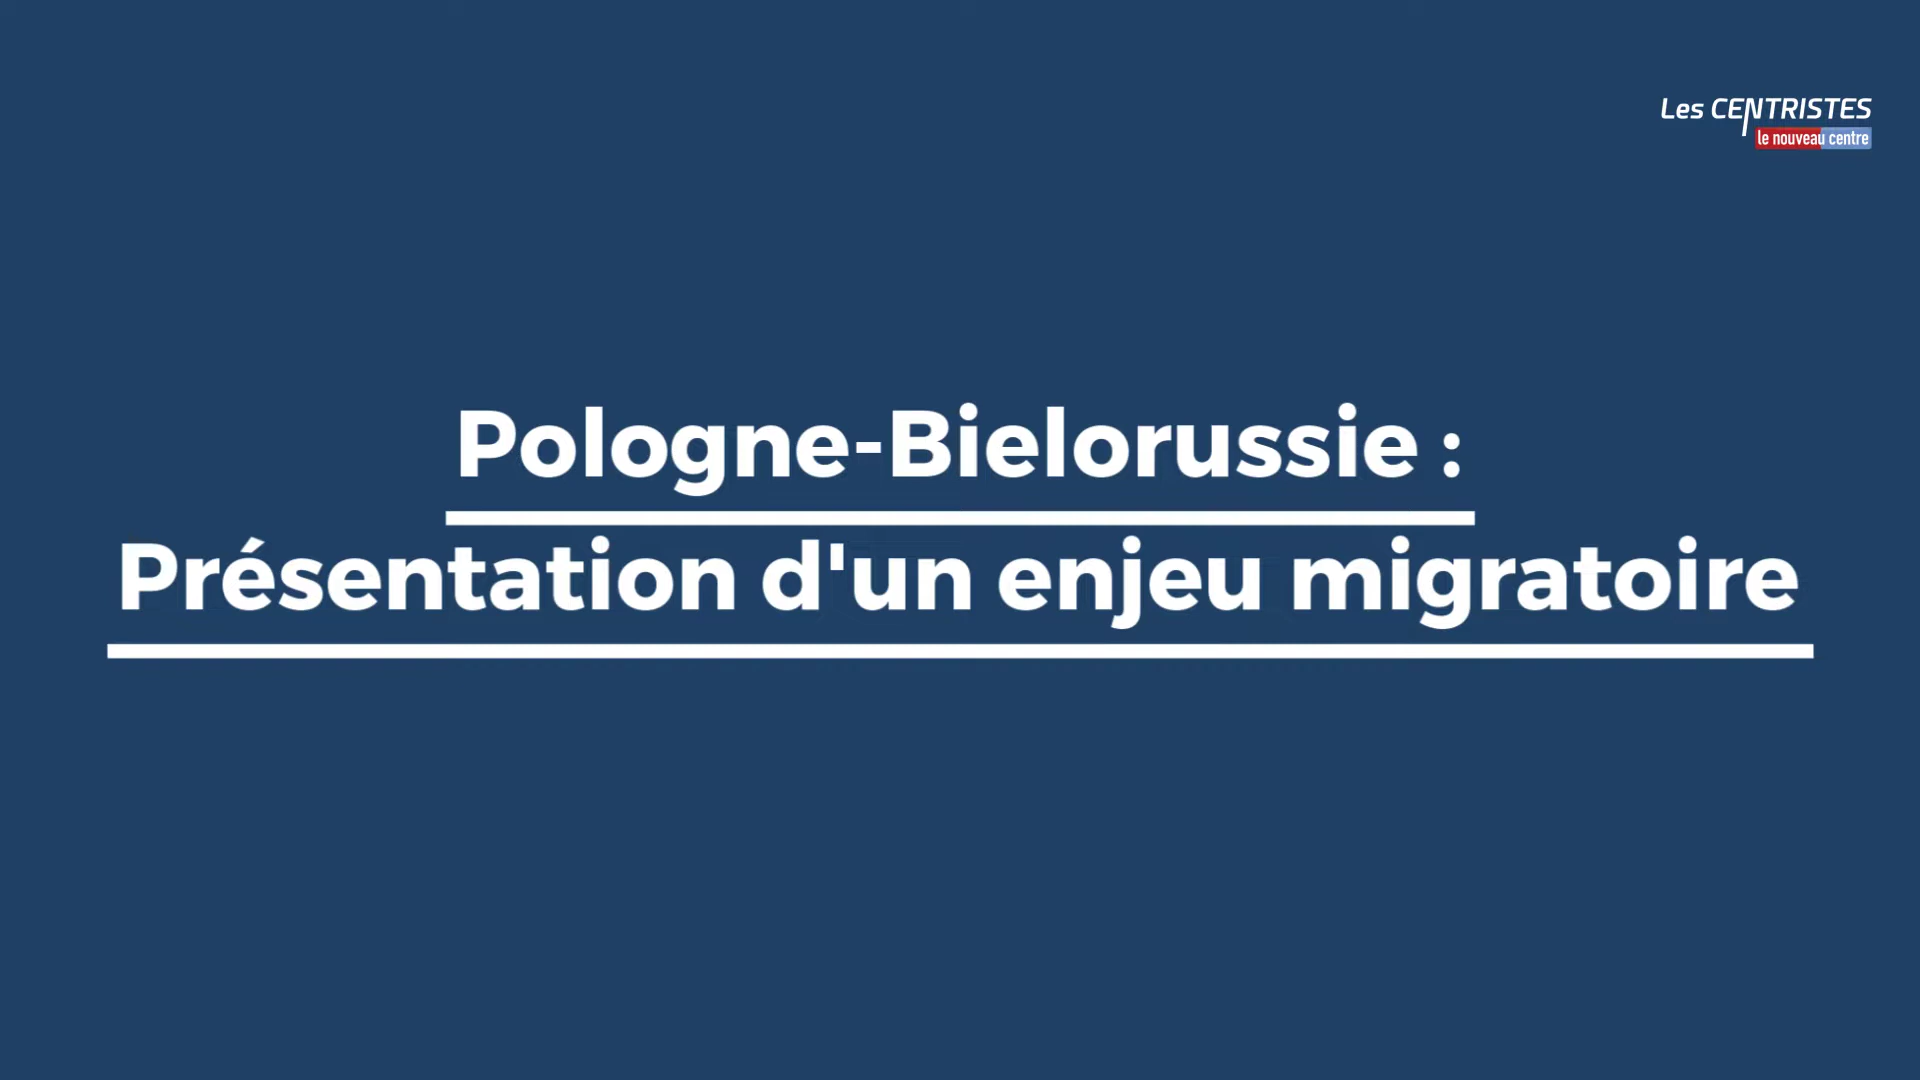 Les CENTRISTES
le nouveau centre
Pologne-Bielorussie :
Présentation d'un enjeu migratoire